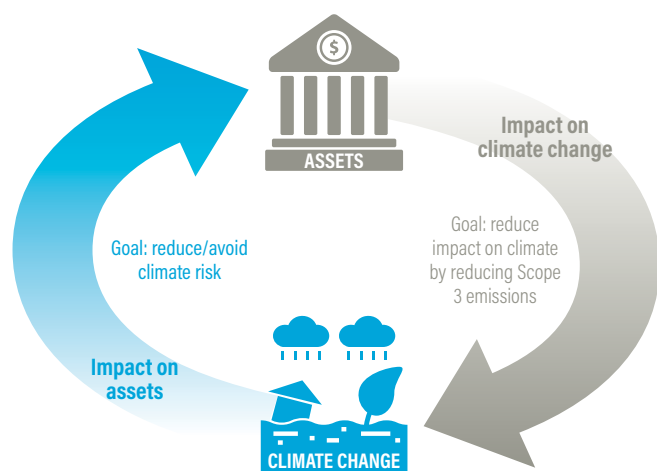 $
ASSETS
Impact on
climate change
Goal: reduce
impact on climate
by reducing Scope
3 emissions
Goal: reduce/avoid
climate risk
Impact on
assets
CLIMATE CHANGE